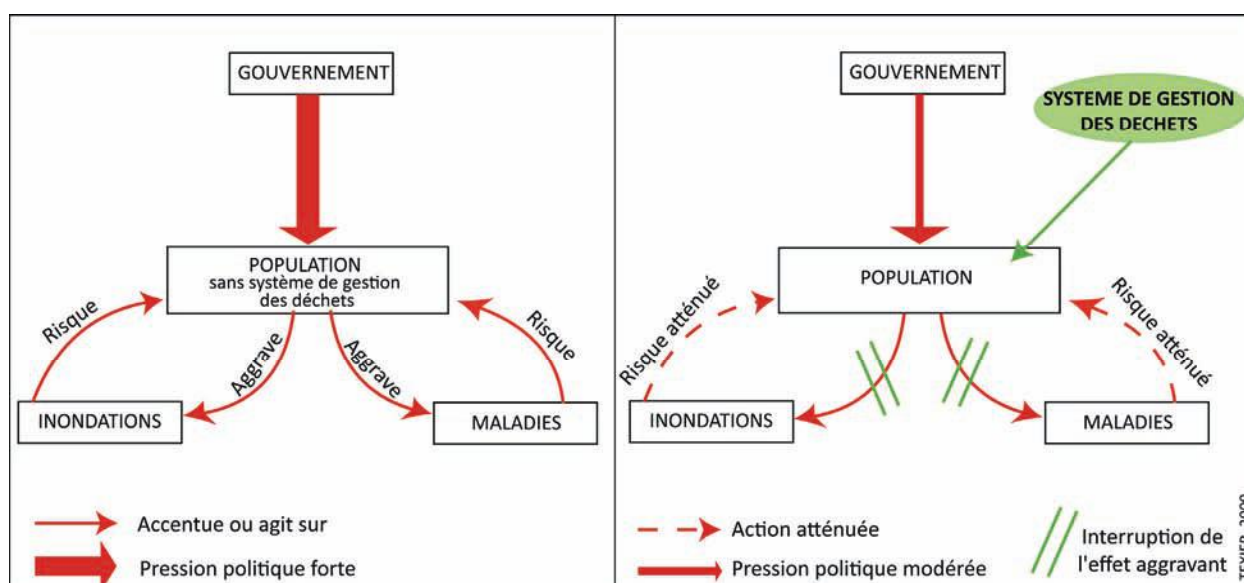 GOUVERNEMENT
POPULATION
sans système de gestion
des déchets
Risque
Aggrave
Aggrave
Risque
INONDATIONS
MALADIES
Accentue ou agit sur
Pression politique forte
GOUVERNEMENT
SYSTEME DE GESTION
DES DECHETS
POPULATION
Risque atténué
Risque atténué
INONDATIONS
MALADIES
Action atténuée
Pression politique modérée
Interruption de
l'effet aggravant
TEXIER, 2009